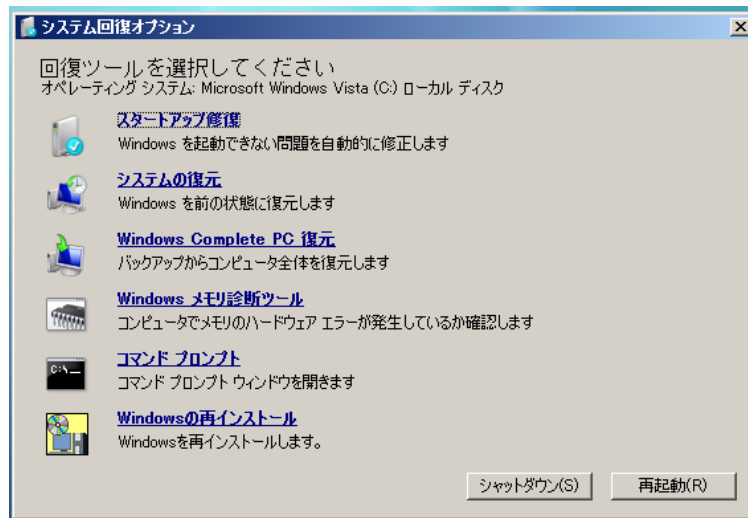 システム回復オプション
回復ツールを選択してください
オペレーティング システム: Microsoft Windows Vista (C:) ローカル ディスク
スタートアップ修復
Windows を起動できない問題を自動的に修正します
システムの復元
Windows を前の状態に復元します
Windows Complete PC 復元
バックアップからコンピュータ全体を復元します
Windows メモリ診断ツール
コンピュータでメモリのハードウェア エラーが発生しているか確認します
C:\_
コマンド プロンプト
コマンド プロンプト ウィンドウを開きます
Windowsの再インストール
Windowsを再インストールします。
シャットダウン(S) 再起動(R)